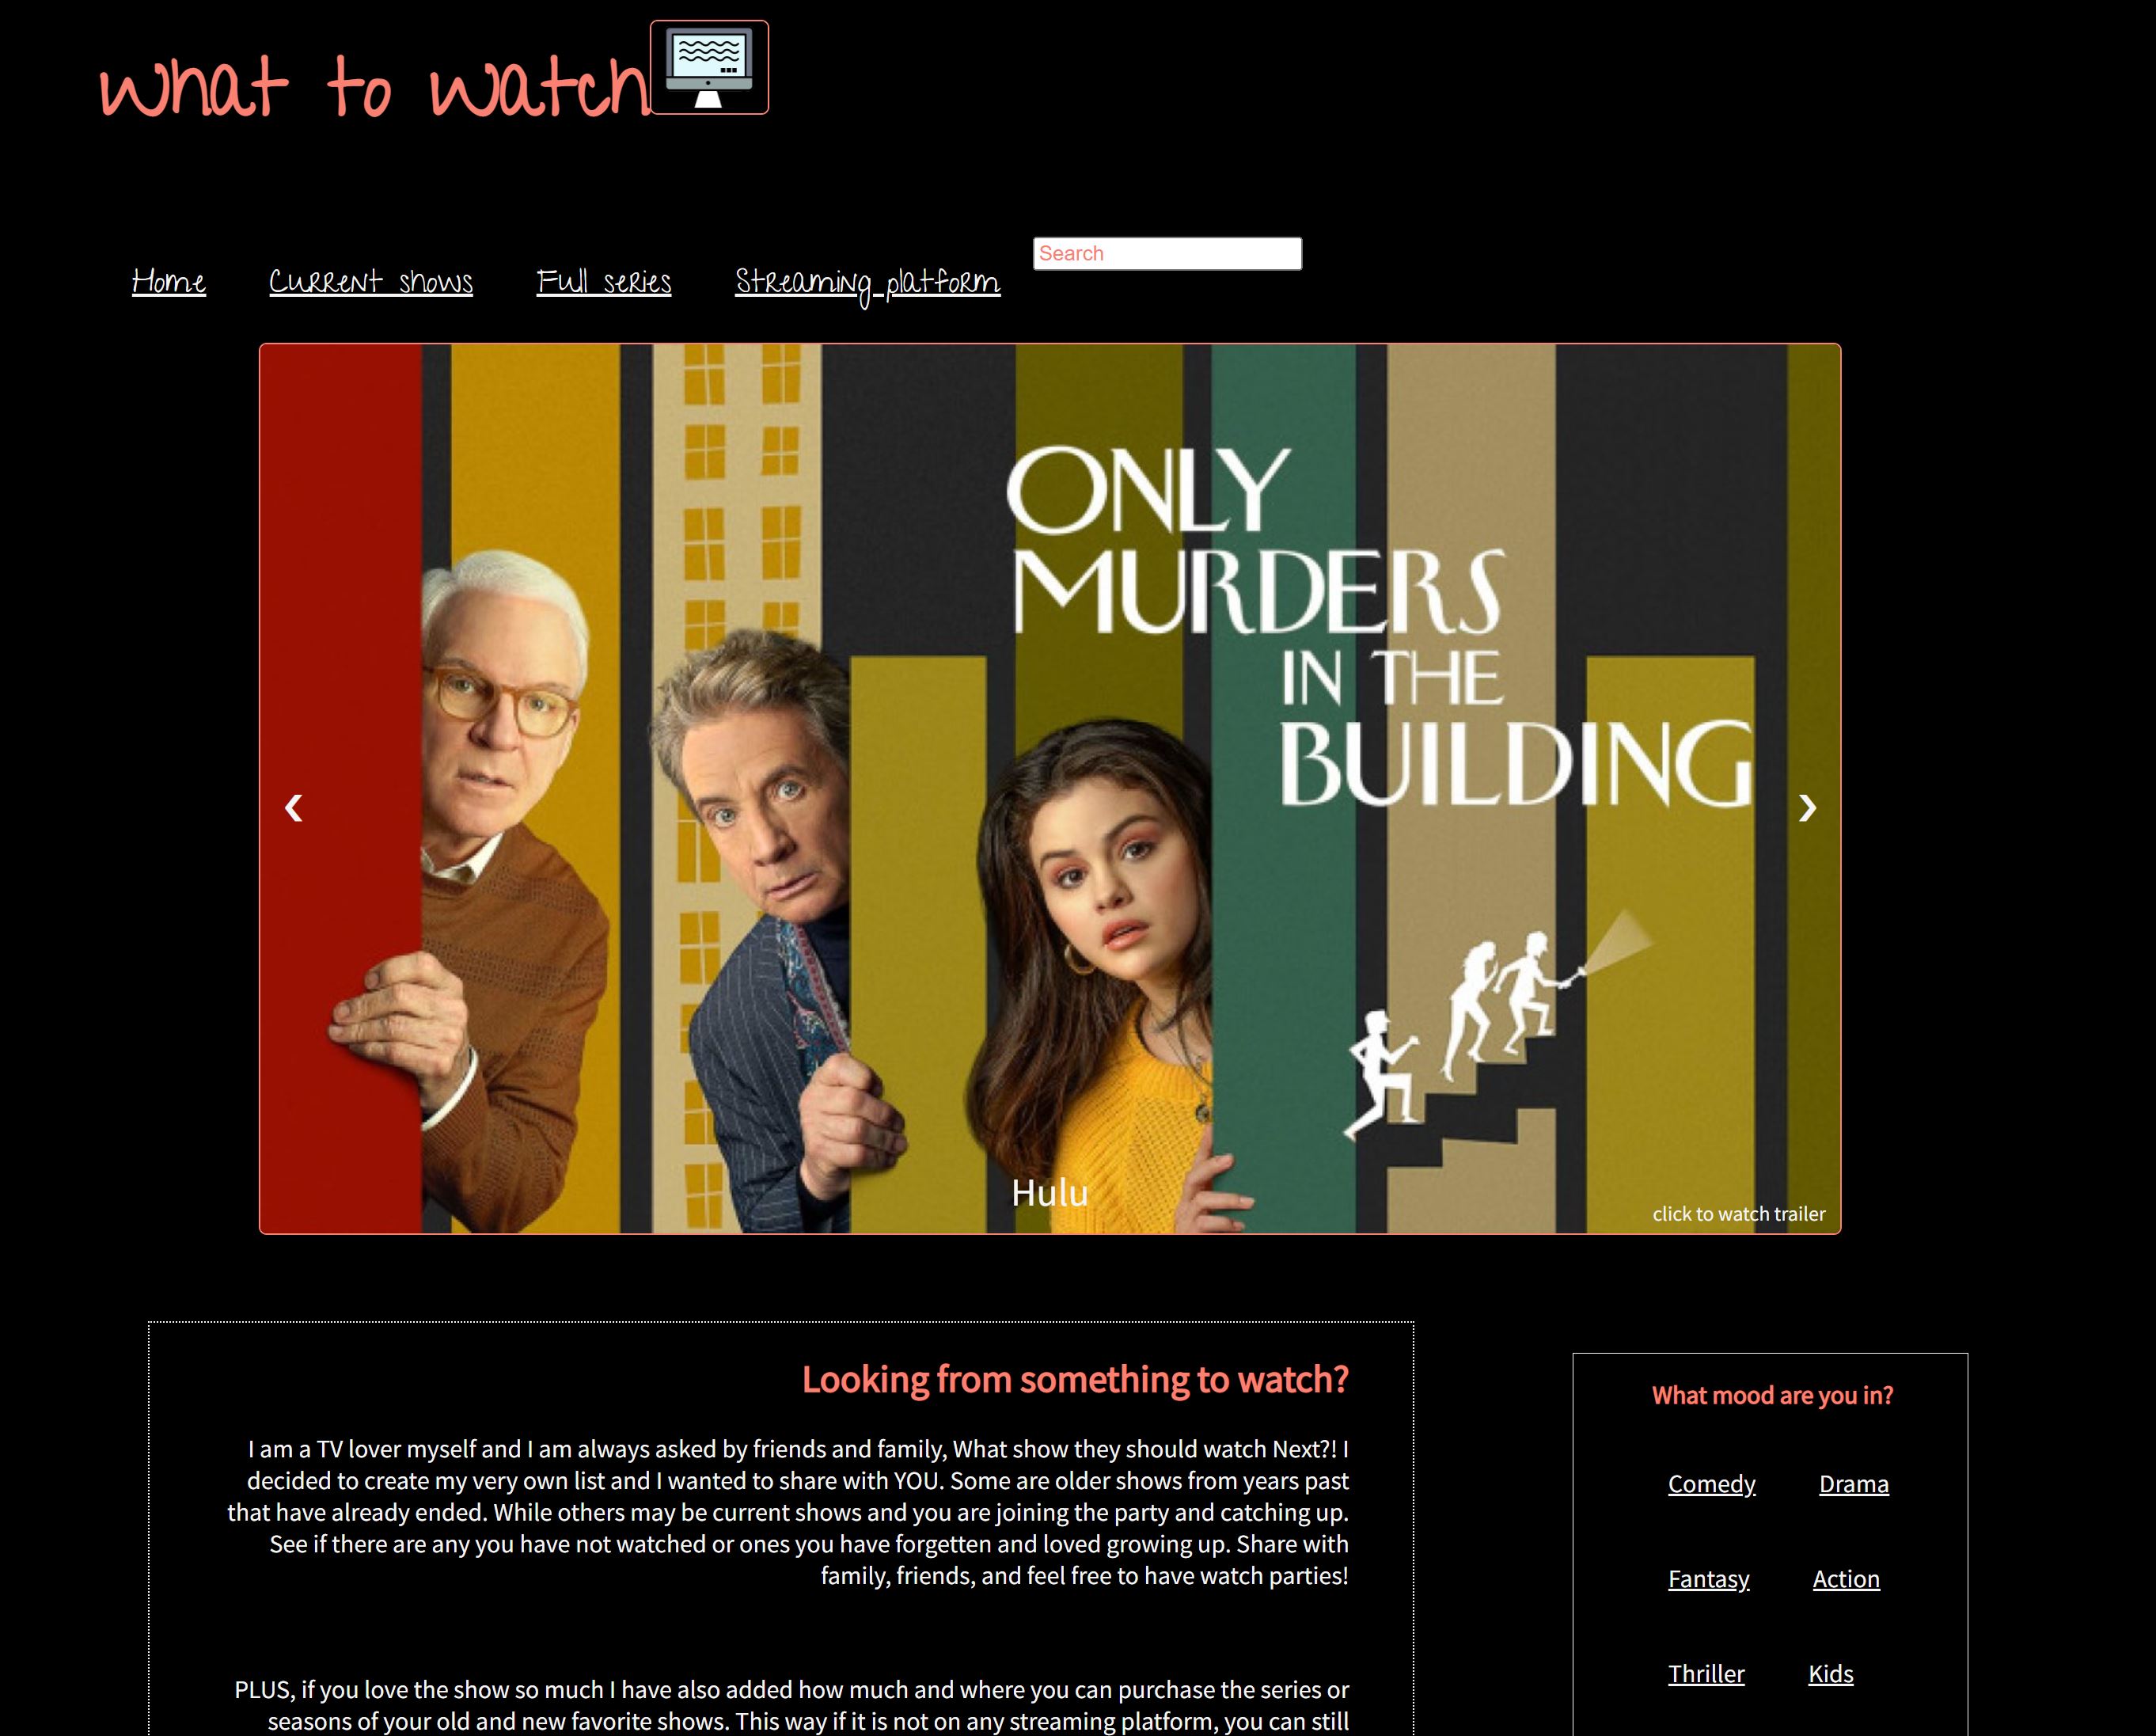 what to watch
Home Current shows Full series Streaming platform Search
ONLY
MURDERS
IN THE
BUILDING
❮ ❯
Hulu
click to watch trailer
Looking from something to watch?
I am a TV lover myself and I am always asked by friends and family, What show they should watch Next?! I
decided to create my very own list and I wanted to share with YOU. Some are older shows from years past
that have already ended. While others may be current shows and you are joining the party and catching up.
See if there are any you have not watched or ones you have forgetten and loved growing up. Share with
family, friends, and feel free to have watch parties!
PLUS, if you love the show so much I have also added how much and where you can purchase the series or
seasons of your old and new favorite shows. This way if it is not on any streaming platform, you can still
What mood are you in?
Comedy Drama
Fantasy Action
Thriller Kids